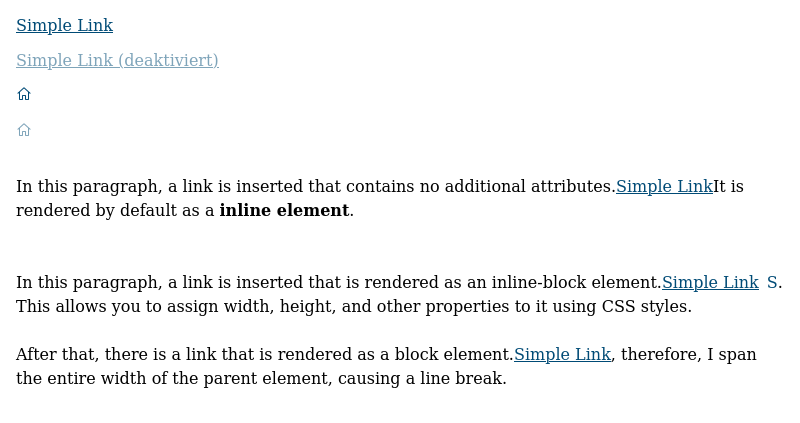 Simple Link
Simple Link (deaktiviert)
In this paragraph, a link is inserted that contains no additional attributes.Simple LinkIt is
rendered by default as a inline element.
In this paragraph, a link is inserted that is rendered as an inline-block element.Simple Link S.
This allows you to assign width, height, and other properties to it using CSS styles.
After that, there is a link that is rendered as a block element.Simple Link, therefore, I span
the entire width of the parent element, causing a line break.